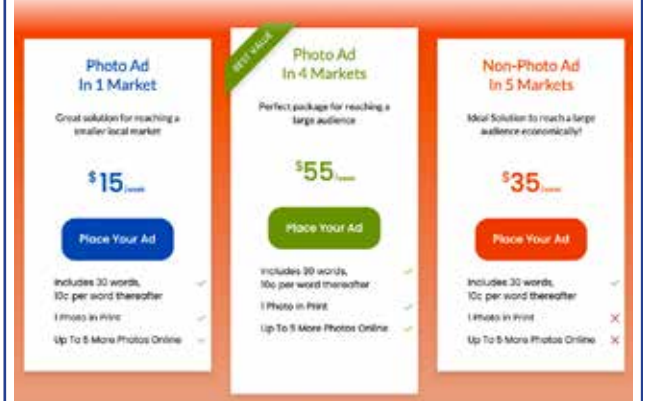 Photo Ad
In 1 Market
Great solution for reaching a
smaller local market
$15/week
Place Your Ad
Includes 30 words,
10c per word thereafter
1 Photo in Print
Up To 5 More Photos Online
BEST VALUE
Photo Ad
In 4 Markets
Perfect package for reaching a
large audience
$55/week
Place Your Ad
Includes 30 words,
10c per word thereafter
1 Photo in Print
Up To 5 More Photos Online
Non-Photo Ad
In 5 Markets
Ideal Solution to reach a large
audience economically!
$35/week
Place Your Ad
Includes 30 words,
10c per word thereafter
1 Photo in Print
Up To 5 More Photos Online